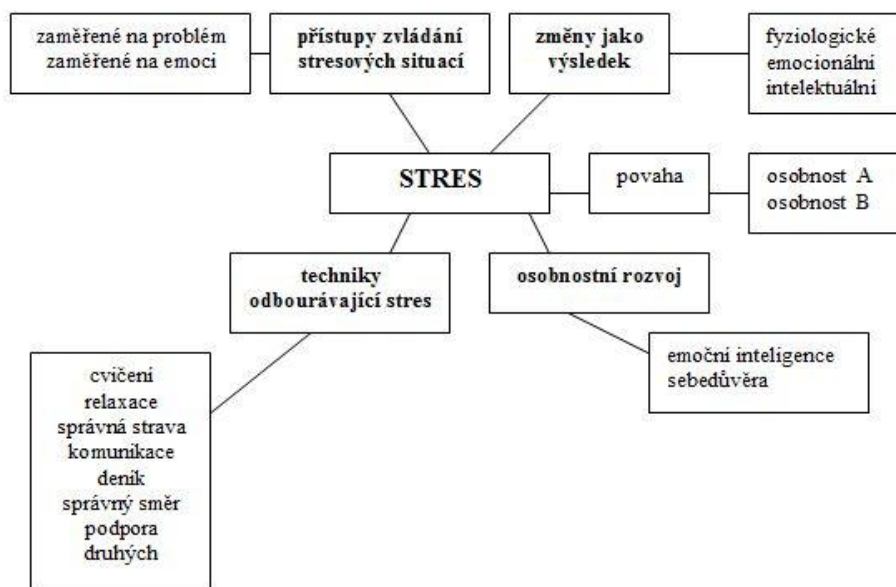 zaměřené na problém
zaměřené na emoci
přístupy zvládání
stresových situací
změny jako
výsledek
fyziologické
emocionální
intelektuální
STRES
povaha
osobnost A
osobnost B
techniky
odbourávající stres
osobnostní rozvoj
emoční inteligence
sebedůvěra
cvičení
relaxace
správná strava
komunikace
deník
správný směr
podpora
druhých